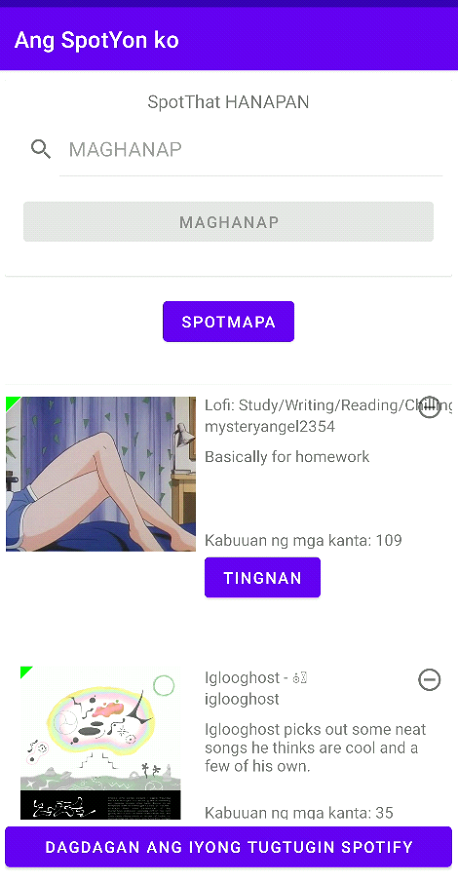 Ang SpotYon ko
SpotThat HANAPAN
MAGHANAP
MAGHANAP
SPOTMAPA
Lofi: Study/Writing/Reading/Chilling
mysteryangel2354
Basically for homework
Kabuuan ng mga kanta: 109
TINGNAN
Iglooghost -
iglooghost
Iglooghost picks out some neat
songs he thinks are cool and a
few of his own.
Kabuuan ng mga kanta: 35
DAGDAGAN ANG IYONG TUGTUGIN SPOTIFY